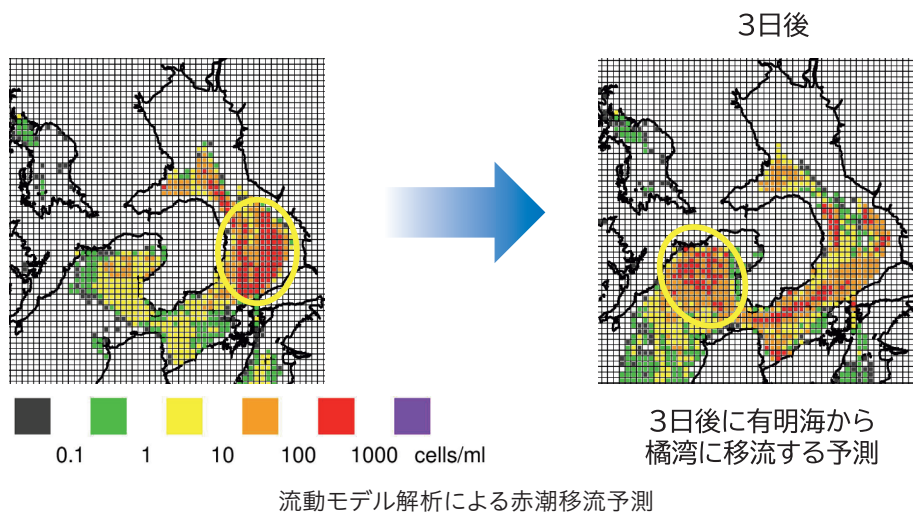 3日後
0.1 1 10 100 1000 cells/ml
3日後に有明海から
橘湾に移流する予測
流動モデル解析による赤潮移流予測